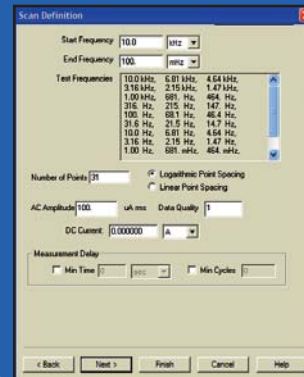 Scan Definition
Start Frequency 10.0 kHz
End Frequency 100. mHz
Test Frequencies
10.0 kHz, 6.81 kHz, 4.64 kHz,
3.16 kHz, 2.15 kHz, 1.47 kHz,
1.00 kHz, 681. Hz, 464. Hz,
316. Hz, 215. Hz, 147. Hz,
100. Hz, 68.1 Hz, 46.4 Hz,
31.6 Hz, 21.5 Hz, 14.7 Hz,
10.0 Hz, 6.81 Hz, 4.64 Hz,
3.16 Hz, 2.15 Hz, 1.47 Hz,
1.00 Hz, 681. mHz, 464. mHz,
Number of Points 31
Logarithmic Point Spacing
Linear Point Spacing
AC Amplitude 100. uA rms Data Quality 1
DC Current: 0.000000 A
Measurement Delay
Min Time 0 sec Min Cycles 0
< Back Next > Finish Cancel Help